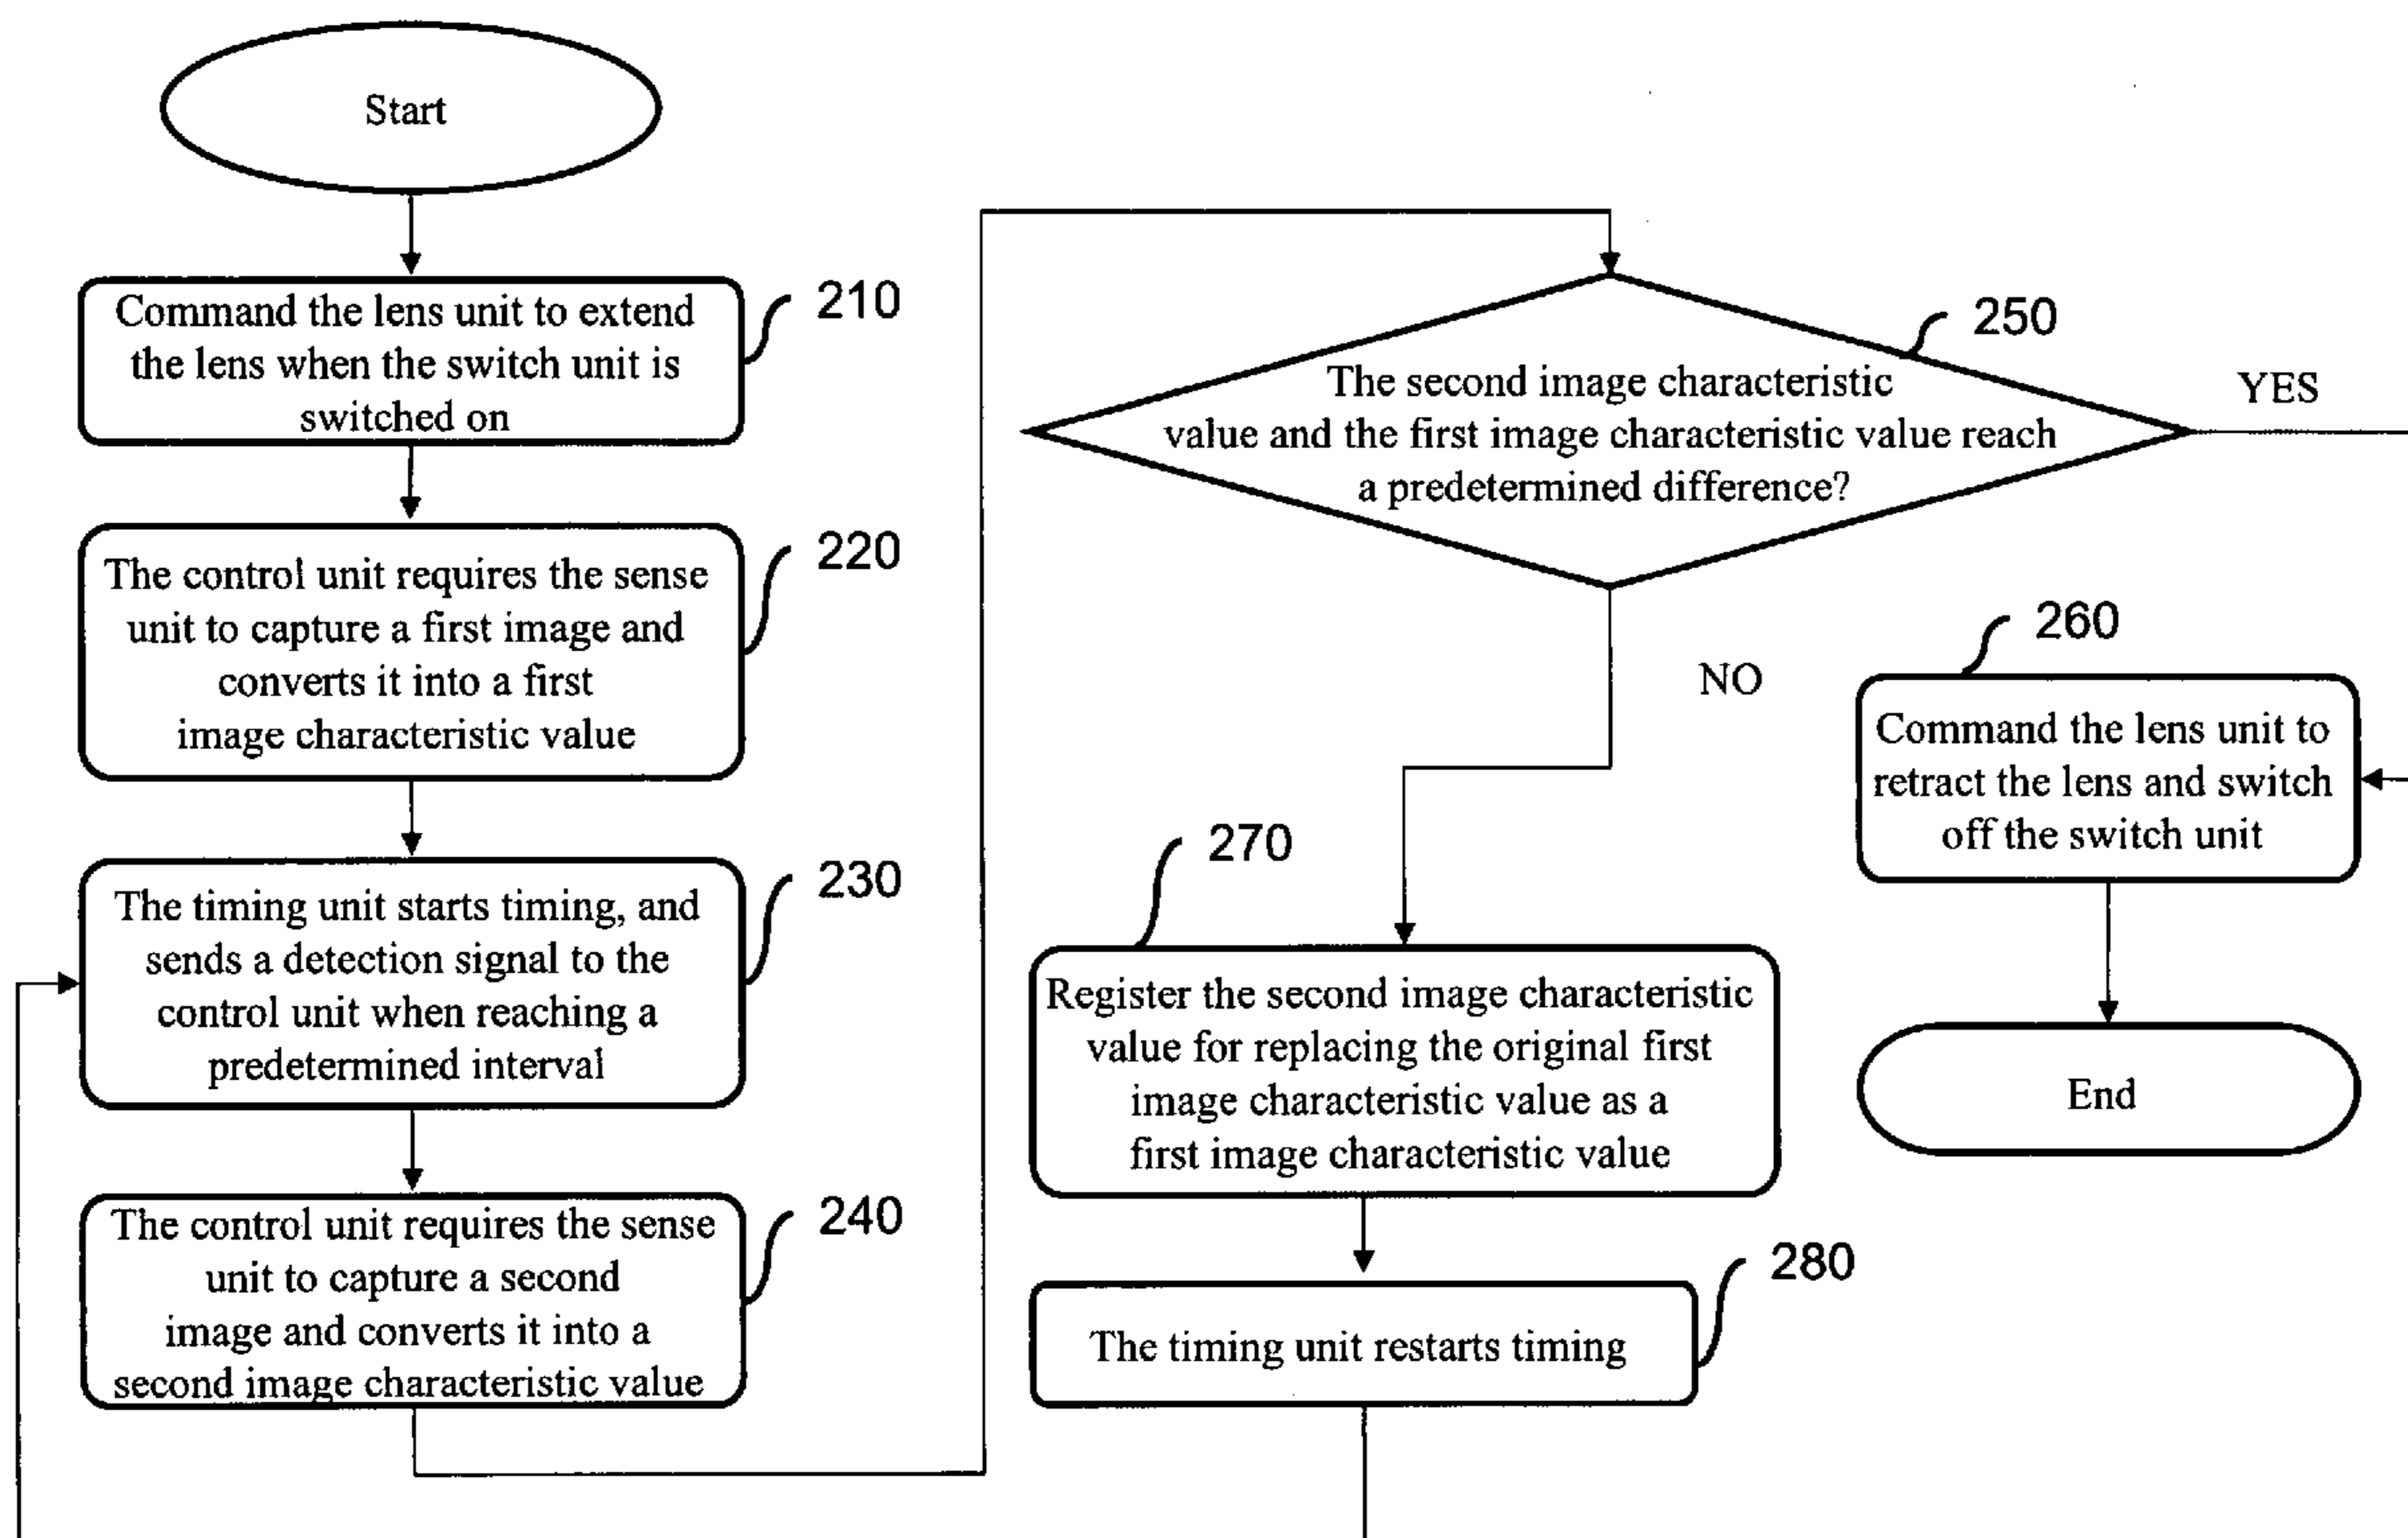 Start
Command the lens unit to extend
the lens when the switch unit is
switched on
210
The control unit requires the sense
unit to capture a first image and
converts it into a first
image characteristic value
220
The timing unit starts timing, and
sends a detection signal to the
control unit when reaching a
predetermined interval
230
The control unit requires the sense
unit to capture a second
image and converts it into a
second image characteristic value
240
The second image characteristic
value and the first image characteristic value reach
a predetermined difference?
250
YES
NO
260
Command the lens unit to
retract the lens and switch
off the switch unit
End
270
Register the second image characteristic
value for replacing the original first
image characteristic value as a
first image characteristic value
280
The timing unit restarts timing